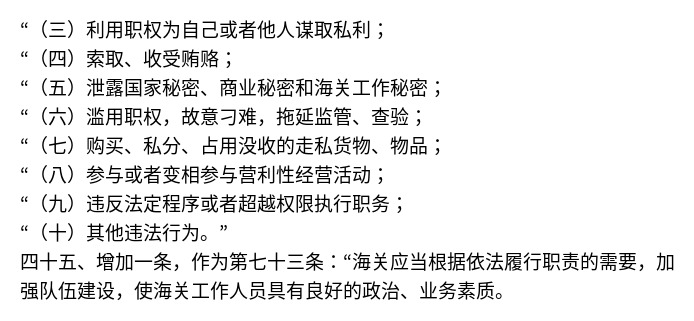 “（三）利用职权为自己或者他人谋取私利；
“（四）索取、收受贿赂；
“（五）泄露国家秘密、商业秘密和海关工作秘密；
“（六）滥用职权，故意刁难，拖延监管、查验；
“（七）购买、私分、占用没收的走私货物、物品；
“（八）参与或者变相参与营利性经营活动；
“（九）违反法定程序或者超越权限执行职务；
“（十）其他违法行为。”
四十五、增加一条，作为第七十三条：“海关应当根据依法履行职责的需要，加
强队伍建设，使海关工作人员具有良好的政治、业务素质。